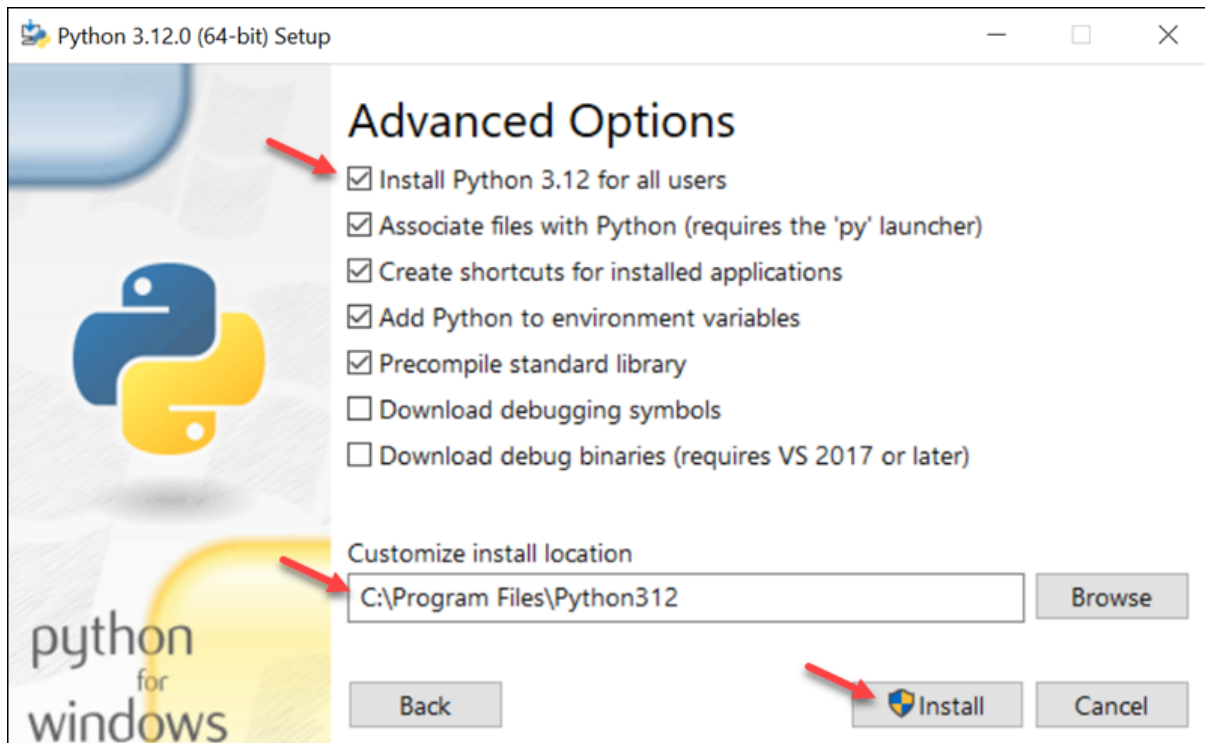 Python 3.12.0 (64-bit) Setup
Advanced Options
Install Python 3.12 for all users
Associate files with Python (requires the 'py' launcher)
Create shortcuts for installed applications
Add Python to environment variables
Precompile standard library
Download debugging symbols
Download debug binaries (requires VS 2017 or later)
Customize install location
C:\Program Files\Python312
Browse
python
for
windows
Back
Install
Cancel